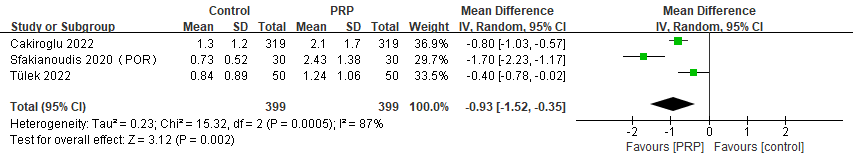 Control PRP Mean Difference Mean Difference
Study or Subgroup Mean SD Total Mean SD Total Weight IV, Random, 95% CI IV, Random, 95% CI
Cakiroglu 2022 1.3 1.2 319 2.1 1.7 319 36.9% -0.80 [-1.03, -0.57]
Sfakianoudis 2020（POR） 0.73 0.52 30 2.43 1.38 30 29.7% -1.70 [-2.23, -1.17]
Tülek 2022 0.84 0.89 50 1.24 1.06 50 33.5% -0.40 [-0.78, -0.02]
Total (95% CI) 399 399 100.0% -0.93 [-1.52, -0.35]
Heterogeneity: Tau² = 0.23; Chi² = 15.32, df = 2 (P = 0.0005); I² = 87%
Test for overall effect: Z = 3.12 (P = 0.002)
-2 -1 0 1 2
Favours [PRP] Favours [control]